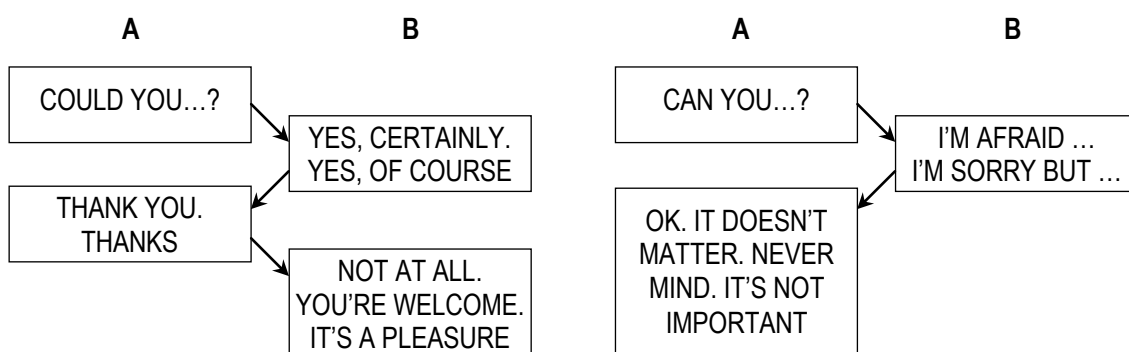 A
B
COULD YOU…?
YES, CERTAINLY.
YES, OF COURSE
THANK YOU.
THANKS
NOT AT ALL.
YOU'RE WELCOME.
IT'S A PLEASURE
A
B
CAN YOU…?
I'M AFRAID …
I'M SORRY BUT …
OK. IT DOESN'T
MATTER. NEVER
MIND. IT'S NOT
IMPORTANT